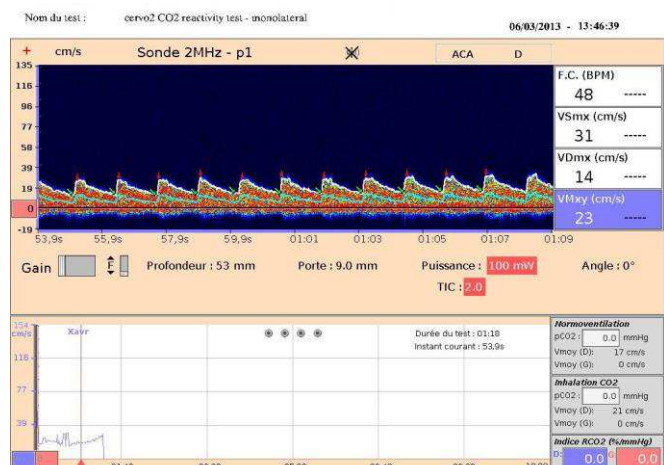 Nom du test : cervo2 CO2 reactivity test - monolateral
06/03/2013 - 13:46:39
+ cm/s Sonde 2MHz - p1 ACA D
135
116
96
77
58
39
19
0
-19
53,9s 55,9s 57,9s 59,9s 01:01 01:03 01:05 01:07 01:09
F.C. (BPM)
48 -----
VSmx (cm/s)
31 -----
VDmx (cm/s)
14 -----
VMxy (cm/s)
23 -----
Gain F Profondeur : 53 mm Porte : 9.0 mm Puissance : 100 mW Angle : 0°
TIC : 2.0
154
cm/s
116
77
39
Xavr
Durée du test : 01:18
Instant courant : 53,9s
Normoventilation
pCO2 : 0.0 mmHg
Vmoy (D): 17 cm/s
Vmoy (G): 0 cm/s
Inhalation CO2
pCO2 : 0.0 mmHg
Vmoy (D): 21 cm/s
Vmoy (G): 0 cm/s
Indice RCO2 (%/mmHg)
D: 0.0 G: 0.0